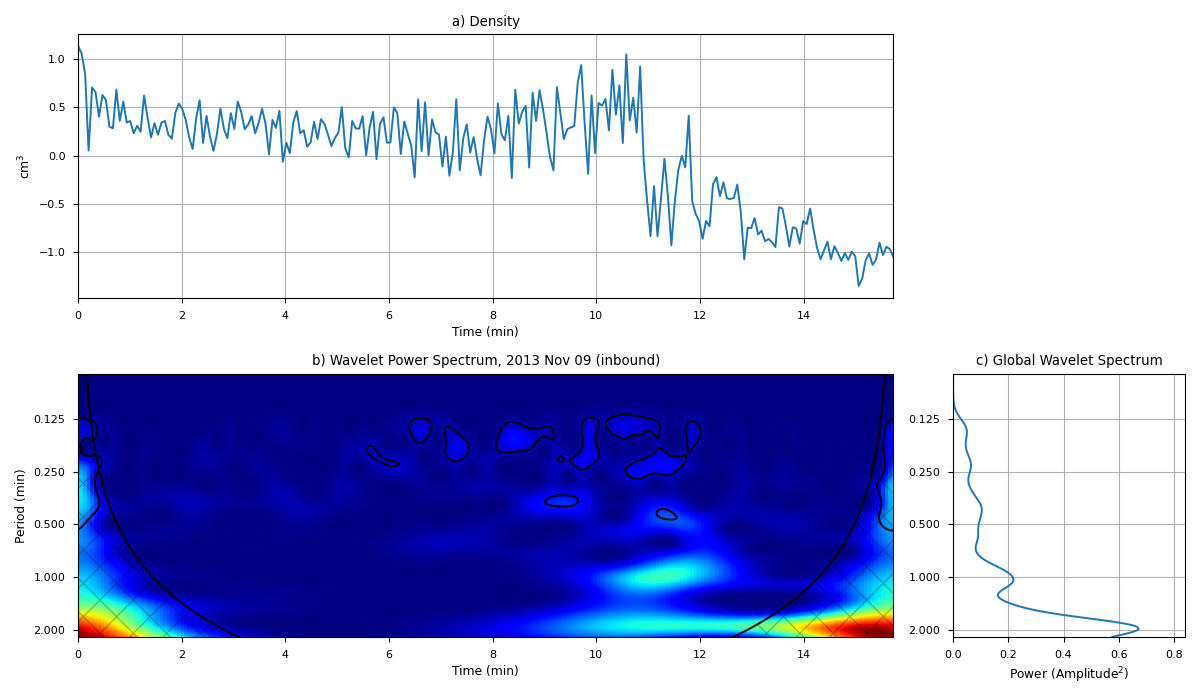 a) Density
1.0
0.5
0.0
−0.5
−1.0
cm³
0 2 4 6 8 10 12 14
Time (min)
b) Wavelet Power Spectrum, 2013 Nov 09 (inbound)
0.125
0.250
0.500
1.000
2.000
Period (min)
0 2 4 6 8 10 12 14
Time (min)
c) Global Wavelet Spectrum
0.125
0.250
0.500
1.000
2.000
0.0 0.2 0.4 0.6 0.8
Power (Amplitude²)